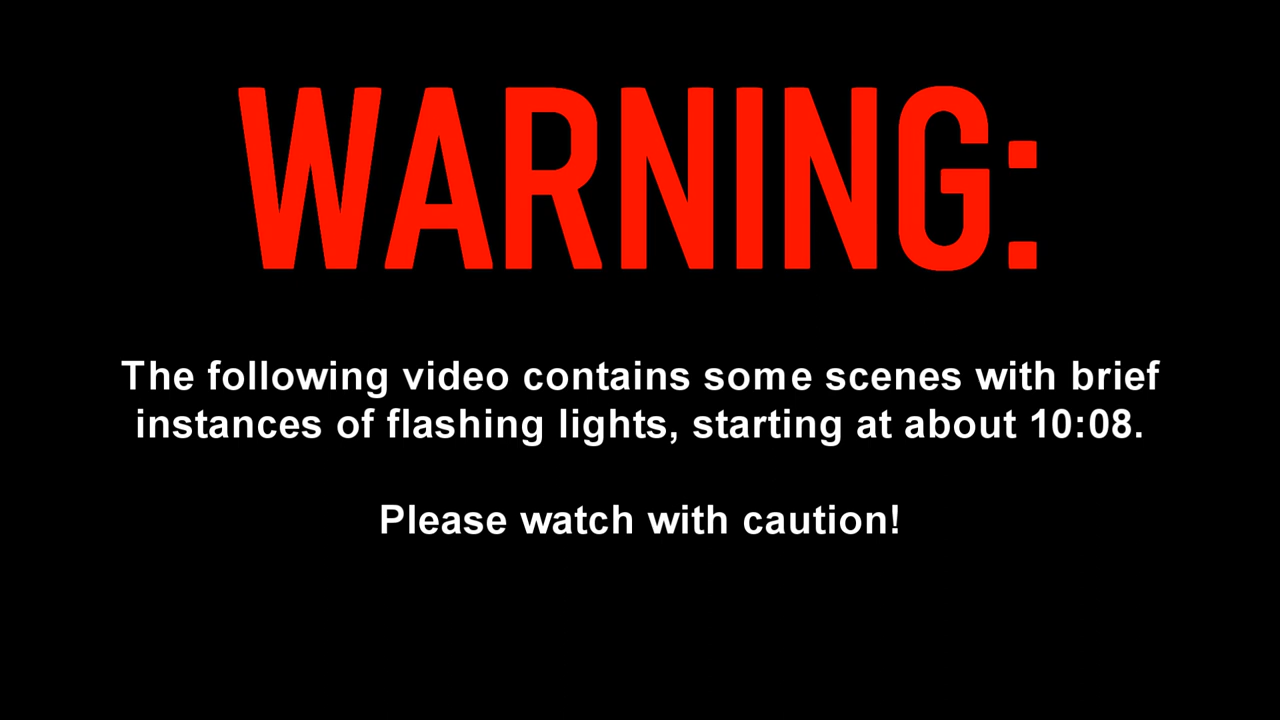 WARNING:
The following video contains some scenes with brief
instances of flashing lights, starting at about 10:08.
Please watch with caution!